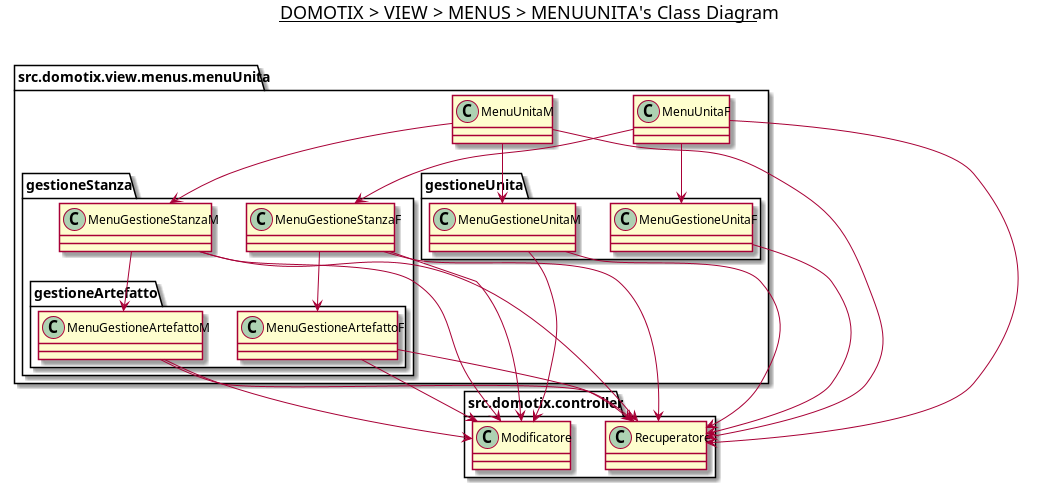 DOMOTIX > VIEW > MENUS > MENUUNITA's Class Diagram
src.domotix.view.menus.menuUnita
C MenuUnitaM
C MenuUnitaF
gestioneStanza
gestioneUnita
C MenuGestioneStanzaM
C MenuGestioneStanzaF
C MenuGestioneUnitaM
C MenuGestioneUnitaF
gestioneArtefatto
C MenuGestioneArtefattoM
C MenuGestioneArtefattoF
src.domotix.controller
C Modificatore
C Recuperatore